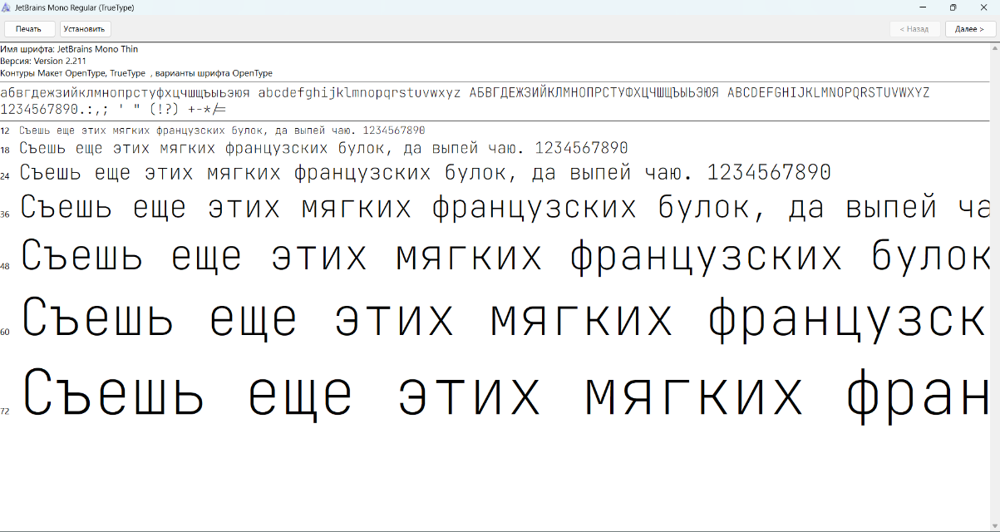 JetBrains Mono Regular (TrueType)
Печать Установить < Назад Далее >
Имя шрифта: JetBrains Mono Thin
Версия: Version 2.211
Контуры Макет OpenType, TrueType , варианты шрифта OpenType
абвгдежзийклмнопрстуфхцчшщъыьэюя abcdefghijklmnopqrstuvwxyz АБВГДЕЖЗИЙКЛМНОПРСТУФХЦЧШЩЪЫЬЭЮЯ ABCDEFGHIJKLMNOPQRSTUVWXYZ
1234567890.:,; ' " (!?) +-*/=
12 Съешь еще этих мягких французских булок, да выпей чаю. 1234567890
18 Съешь еще этих мягких французских булок, да выпей чаю. 1234567890
24 Съешь еще этих мягких французских булок, да выпей чаю. 1234567890
36 Съешь еще этих мягких французских булок, да выпей ча
48 Съешь еще этих мягких французских булок
60 Съешь еще этих мягких французск
72 Съешь еще этих мягких фран